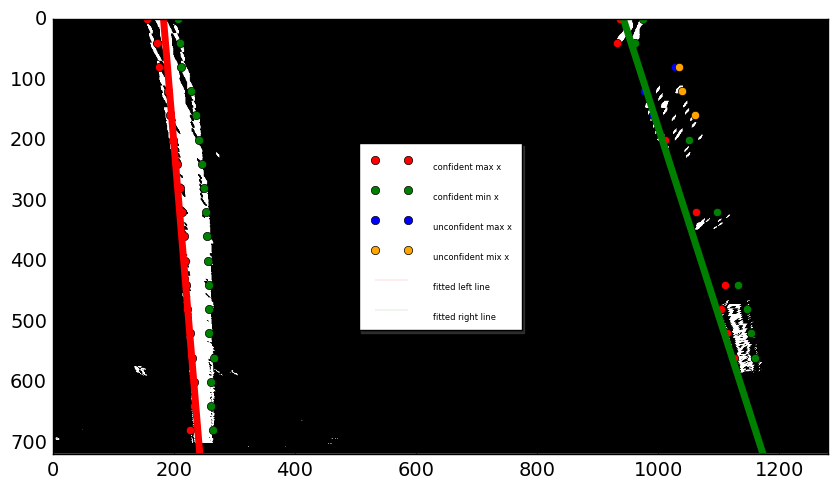 0
100
200
300
400
500
600
700
confident max x
confident min x
unconfident max x
unconfident mix x
fitted left line
fitted right line
0 200 400 600 800 1000 1200